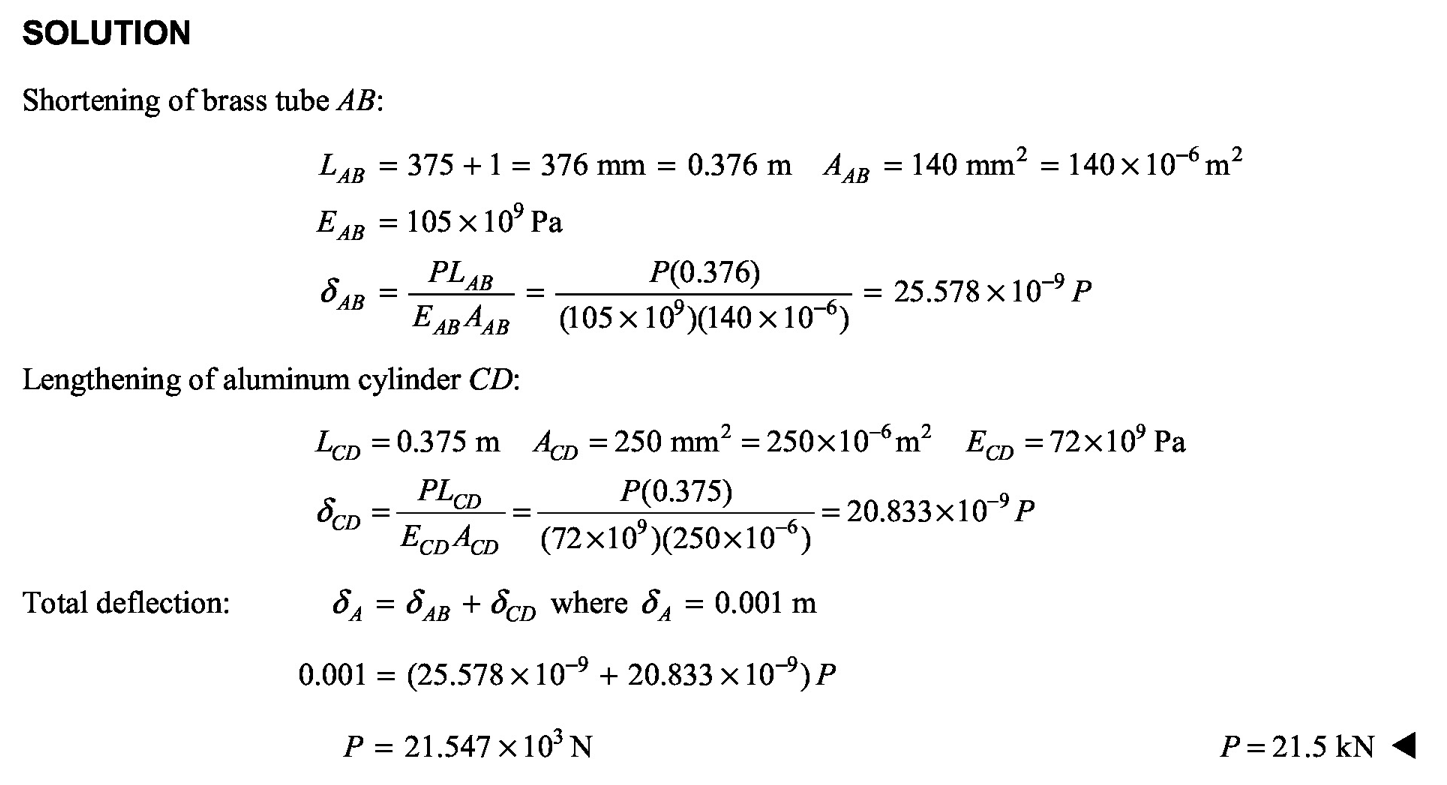 SOLUTION
Shortening of brass tube AB:
L_AB = 375 + 1 = 376 mm = 0.376 m   A_AB = 140 mm² = 140 × 10⁻⁶ m²
E_AB = 105 × 10⁹ Pa
δ_AB = PL_AB / E_AB A_AB = P(0.376) / (105 × 10⁹)(140 × 10⁻⁶) = 25.578 × 10⁻⁹ P
Lengthening of aluminum cylinder CD:
L_CD = 0.375 m   A_CD = 250 mm² = 250×10⁻⁶ m²   E_CD = 72×10⁹ Pa
δ_CD = PL_CD / E_CD A_CD = P(0.375) / (72×10⁹)(250×10⁻⁶) = 20.833×10⁻⁹ P
Total deflection:   δ_A = δ_AB + δ_CD where δ_A = 0.001 m
0.001 = (25.578 × 10⁻⁹ + 20.833 × 10⁻⁹) P
P = 21.547 × 10³ N   P = 21.5 kN ◄